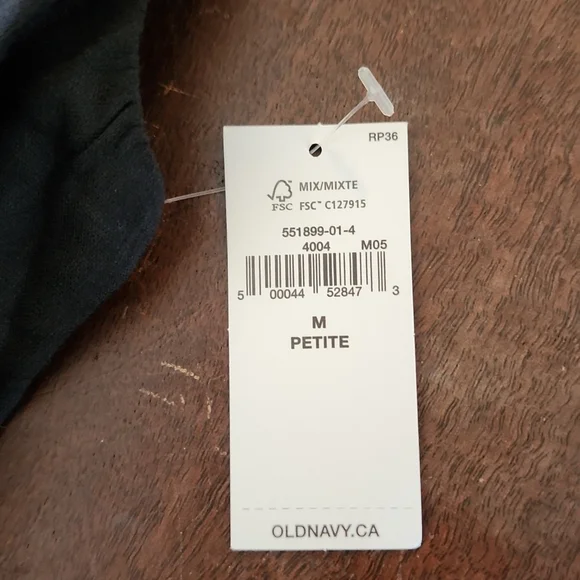 RP36
MIX/MIXTE
FSC FSC™ C127915
551899-01-4
4004 M05
5 00044 52847 3
M
PETITE
OLDNAVY.CA